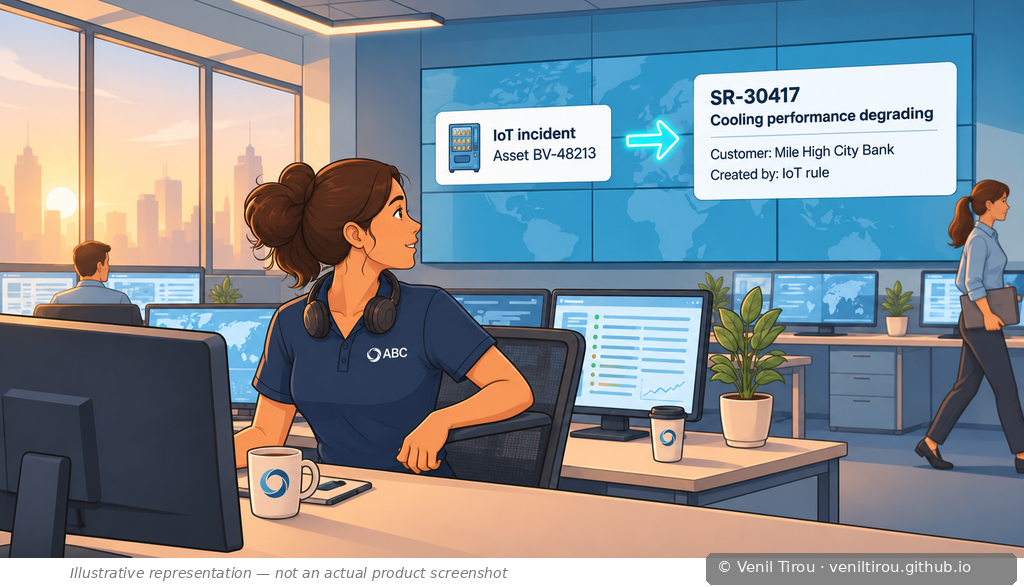 IoT incident
Asset BV-48213
SR-30417
Cooling performance degrading
Customer: Mile High City Bank
Created by: IoT rule
ABC
Illustrative representation — not an actual product screenshot
© Venil Tirou · veniltirou.github.io